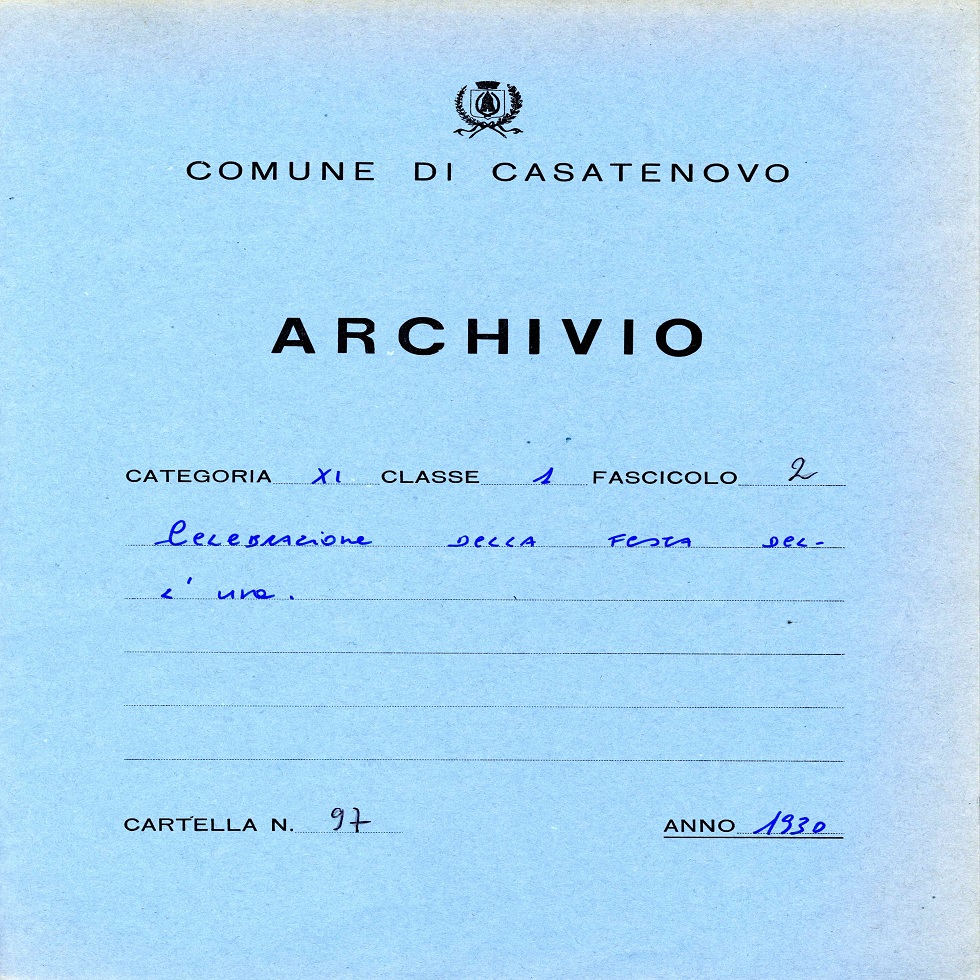 COMUNE DI CASATENOVO
ARCHIVIO
CATEGORIA XI CLASSE 1 FASCICOLO 2
Celebrazione della festa del-
l' uva.
CARTELLA N. 97 ANNO 1930